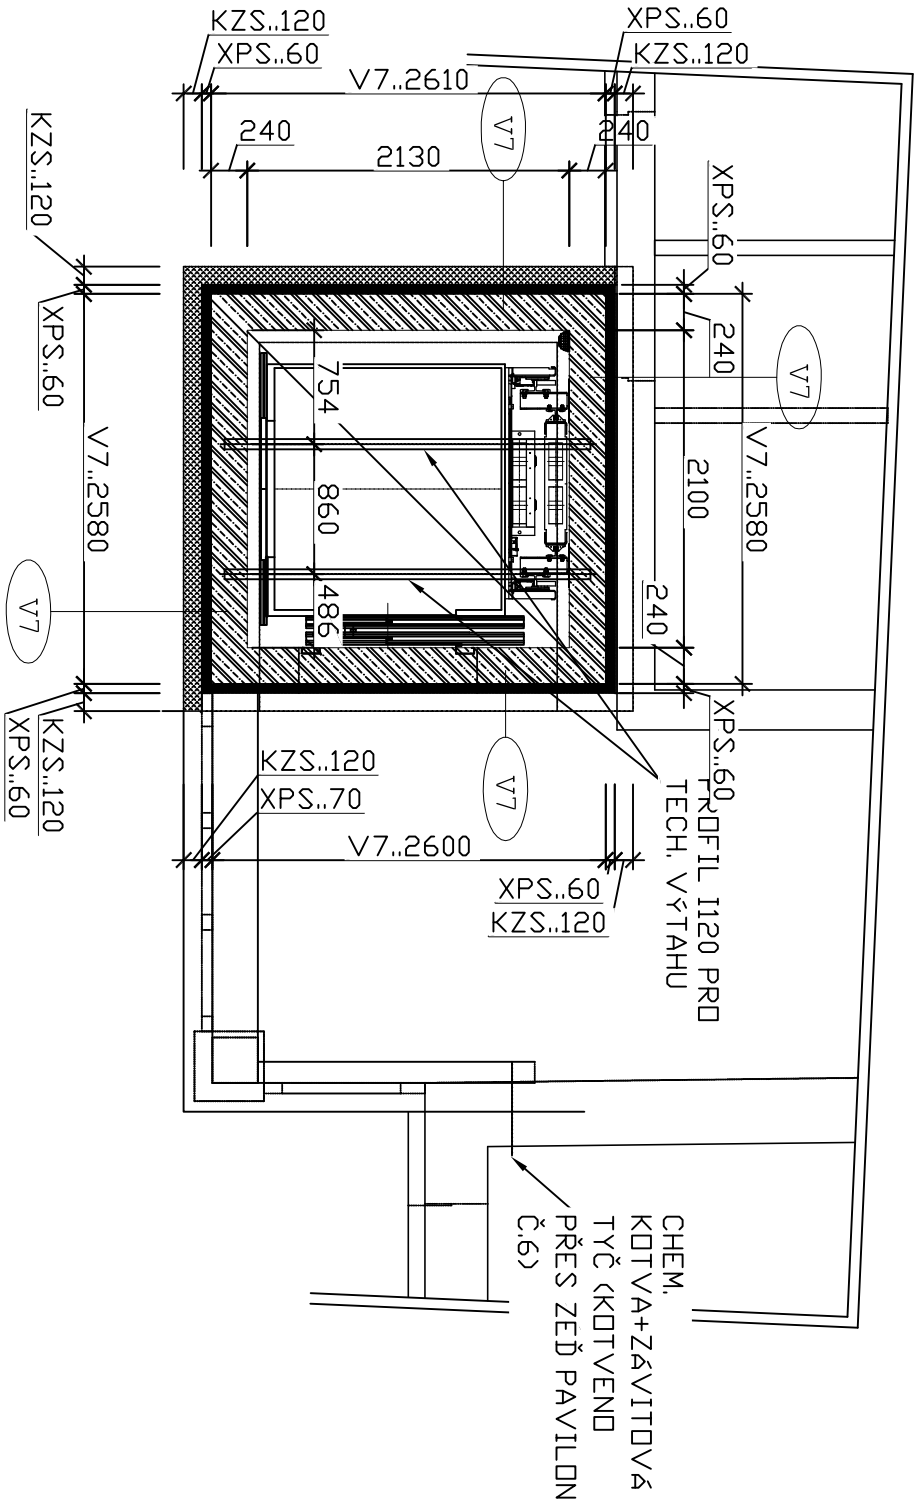 KZS..120
XPS..60
XPS..60
KZS..120
V7..2610
V7
240
2130
240
KZS..120
XPS..60
XPS..60
240
V7
754
860
486
2100
V7..2580
V7..2580
240
V7
XPS..60
KZS..120
XPS..60
KZS..120
XPS..70
V7
V7..2600
XPS..60
KZS..120
PROFIL I120 PRO
TECH. VÝTAHU
CHEM.
KOTVA+ZÁVITOVÁ
TYČ (KOTVENO
PŘES ZEĎ PAVILON
Č.6)